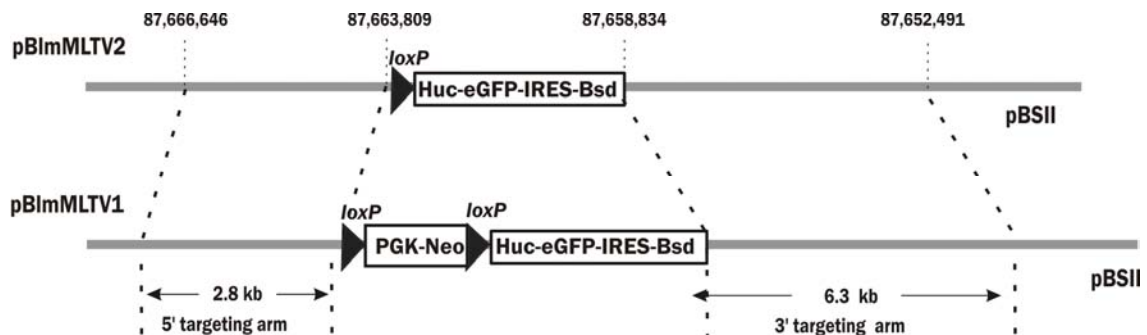 87,666,646 87,663,809 87,658,834 87,652,491
pBImMLTV2
loxP
Huc-eGFP-IRES-Bsd
pBSII
pBImMLTV1
loxP loxP
PGK-Neo Huc-eGFP-IRES-Bsd
pBSII
2.8 kb 6.3 kb
5' targeting arm 3' targeting arm